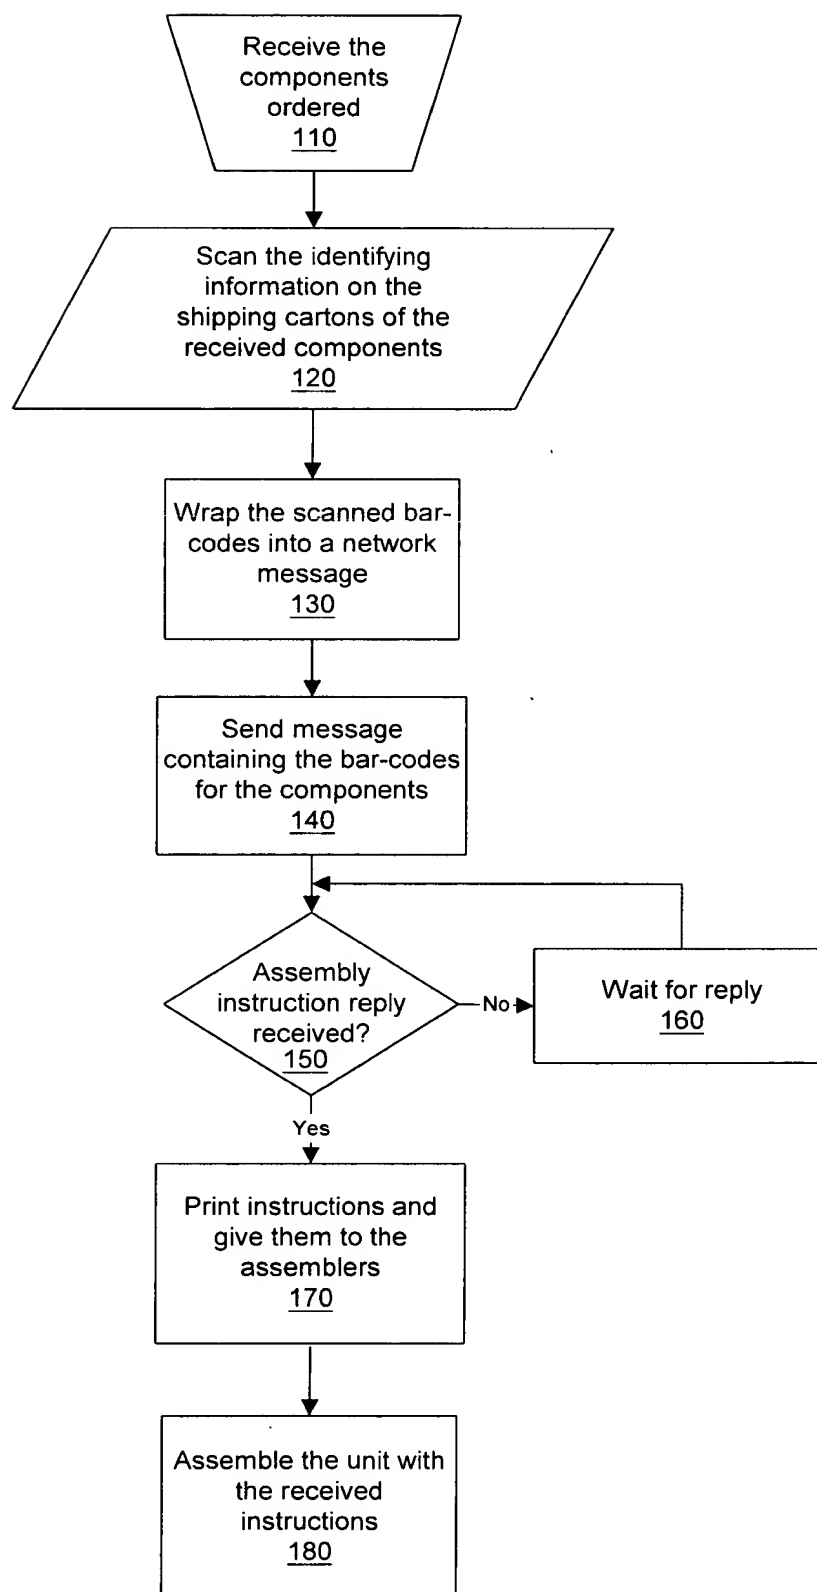 Receive the
components
ordered
110
Scan the identifying
information on the
shipping cartons of the
received components
120
Wrap the scanned bar-
codes into a network
message
130
Send message
containing the bar-codes
for the components
140
Assembly
instruction reply
received?
150
No
Wait for reply
160
Yes
Print instructions and
give them to the
assemblers
170
Assemble the unit with
the received
instructions
180